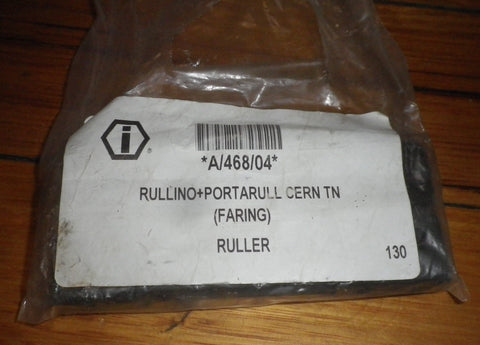 i
*A/468/04*
RULLINO+PORTARULL CERN TN
(FARING)
RULLER
130